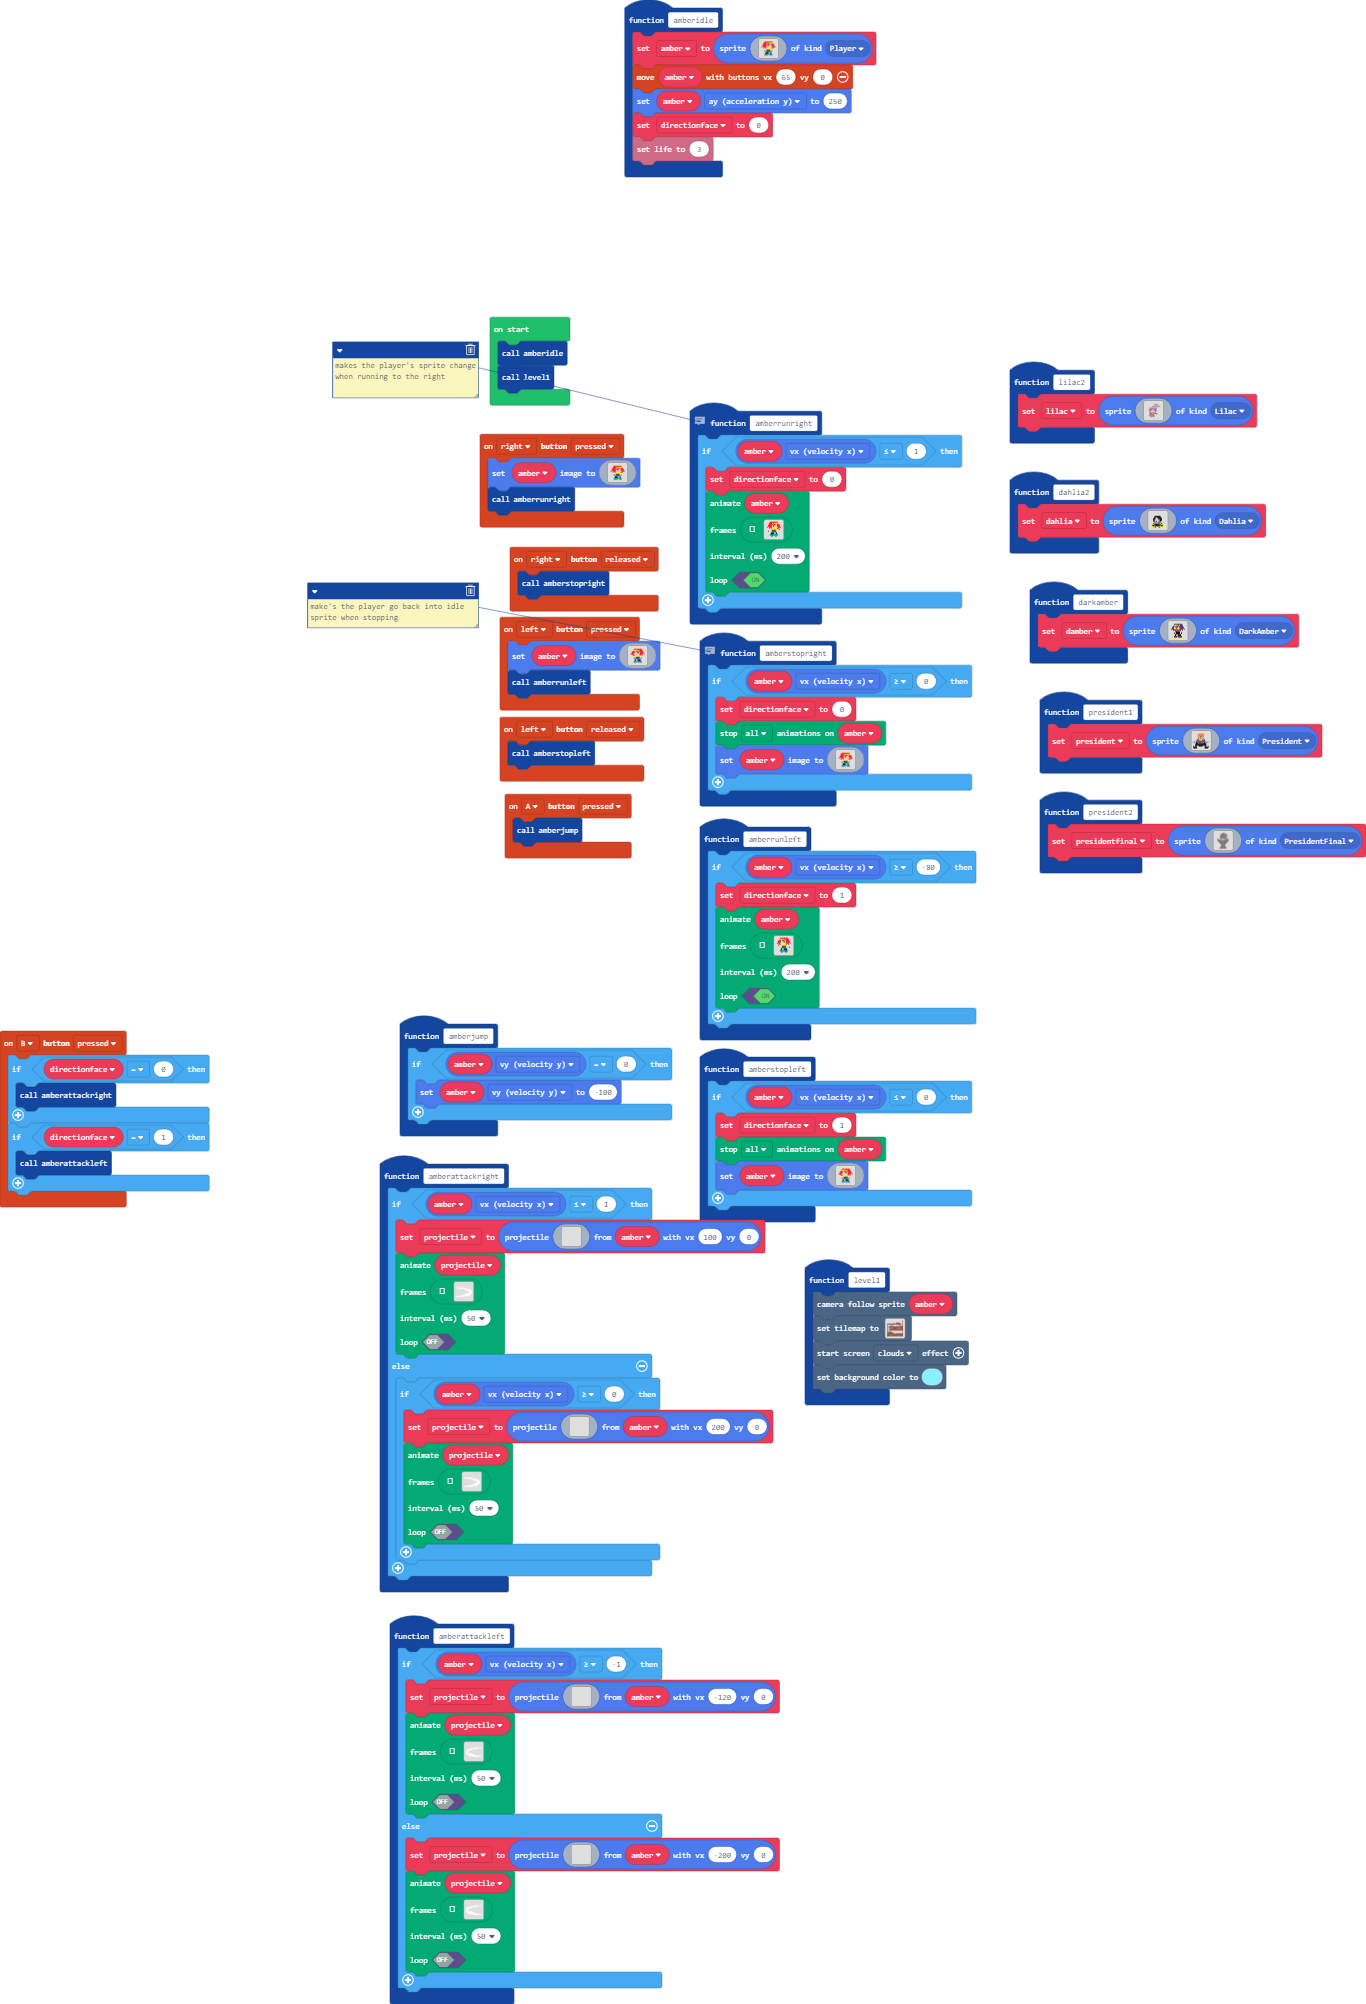 function amberidle
set amber to sprite of kind Player
move amber with buttons vx 65 vy 0
set amber ay (acceleration y) to 250
set directionface to 0
set life to 3
on start
call amberidle
call level1
makes the player's sprite change
when running to the right
on right button pressed
set amber image to
call amberrunright
on right button released
call amberstopright
make's the player go back into idle
sprite when stopping
on left button pressed
set amber image to
call amberrunleft
on left button released
call amberstopleft
on A button pressed
call amberjump
function amberrunright
if amber vx (velocity x) ≤ 1 then
set directionface to 0
animate amber
frames
interval (ms) 200
loop ON
function amberstopright
if amber vx (velocity x) ≥ 0 then
set directionface to 0
stop all animations on amber
set amber image to
function amberrunleft
if amber vx (velocity x) ≥ -80 then
set directionface to 1
animate amber
frames
interval (ms) 200
loop ON
function amberstopleft
if amber vx (velocity x) ≤ 0 then
set directionface to 1
stop all animations on amber
set amber image to
function lilac2
set lilac to sprite of kind Lilac
function dahlia2
set dahlia to sprite of kind Dahlia
function darkamber
set damber to sprite of kind DarkAmber
function president1
set president to sprite of kind President
function president2
set presidentfinal to sprite of kind PresidentFinal
on B button pressed
if directionface = 0 then
call amberattackright
if directionface = 1 then
call amberattackleft
function amberjump
if amber vy (velocity y) = 0 then
set amber vy (velocity y) to -100
function amberattackright
if amber vx (velocity x) ≤ 1 then
set projectile to projectile from amber with vx 100 vy 0
animate projectile
frames
interval (ms) 50
loop OFF
else
if amber vx (velocity x) ≥ 0 then
set projectile to projectile from amber with vx 200 vy 0
animate projectile
frames
interval (ms) 50
loop OFF
function level1
camera follow sprite amber
set tilemap to
start screen clouds effect
set background color to
function amberattackleft
if amber vx (velocity x) ≥ -1 then
set projectile to projectile from amber with vx -120 vy 0
animate projectile
frames
interval (ms) 50
loop OFF
else
set projectile to projectile from amber with vx -200 vy 0
animate projectile
frames
interval (ms) 50
loop OFF